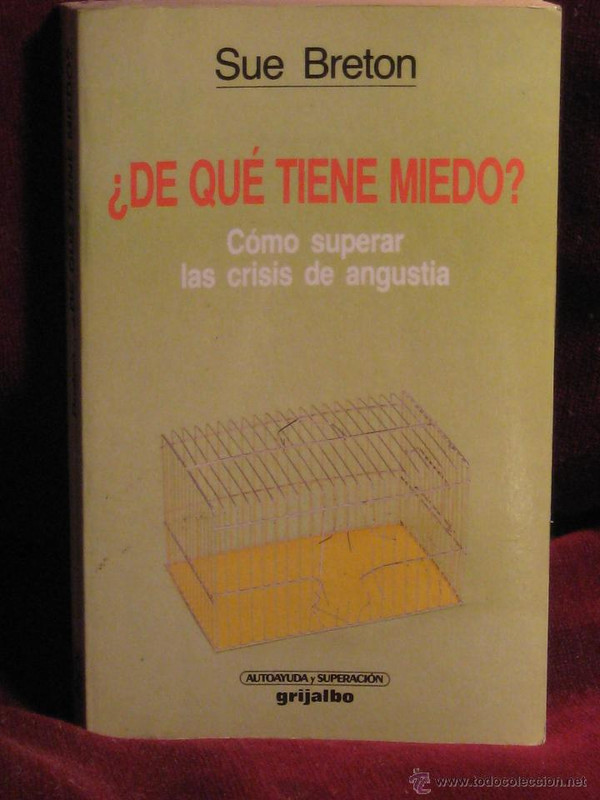 Sue Breton
¿DE QUÉ TIENE MIEDO?
Cómo superar
las crisis de angustia
AUTOAYUDA y SUPERACIÓN
grijalbo
www.todocoleccion.net